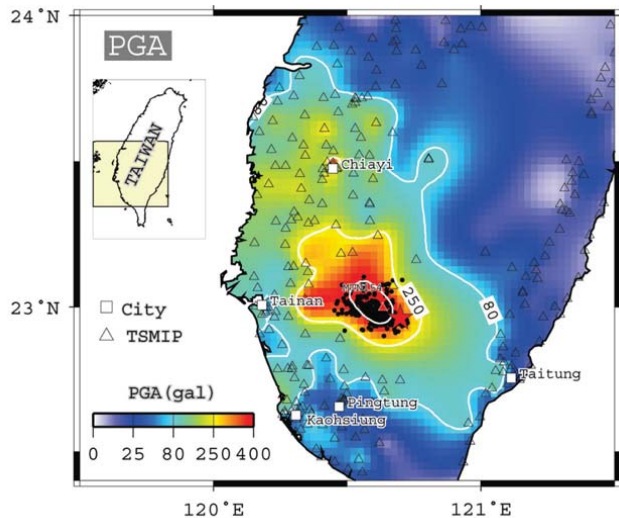 24°N
PGA
TAIWAN
80
Chiayi
23°N
City
TSMIP
Tainan
250
80
PGA(gal)
0 25 80 250 400
Taitung
Pingtung
Kaohsiung
120°E 121°E